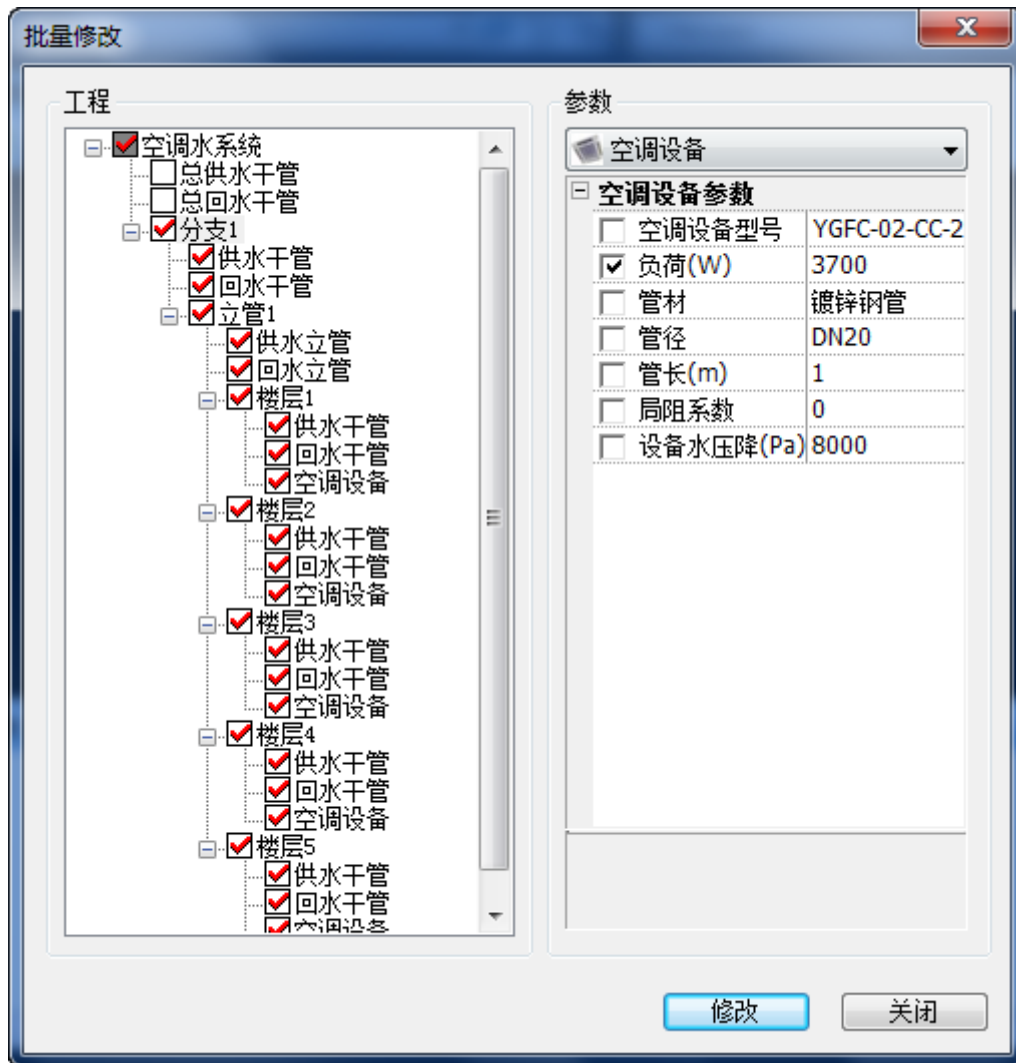 批量修改
工程
空调水系统
总供水干管
总回水干管
分支1
供水干管
回水干管
立管1
供水立管
回水立管
楼层1
供水干管
回水干管
空调设备
楼层2
供水干管
回水干管
空调设备
楼层3
供水干管
回水干管
空调设备
楼层4
供水干管
回水干管
空调设备
楼层5
供水干管
回水干管
空调设备
参数
空调设备
空调设备参数
空调设备型号 YGFC-02-CC-2
负荷(W) 3700
管材 镀锌钢管
管径 DN20
管长(m) 1
局阻系数 0
设备水压降(Pa) 8000
修改 关闭